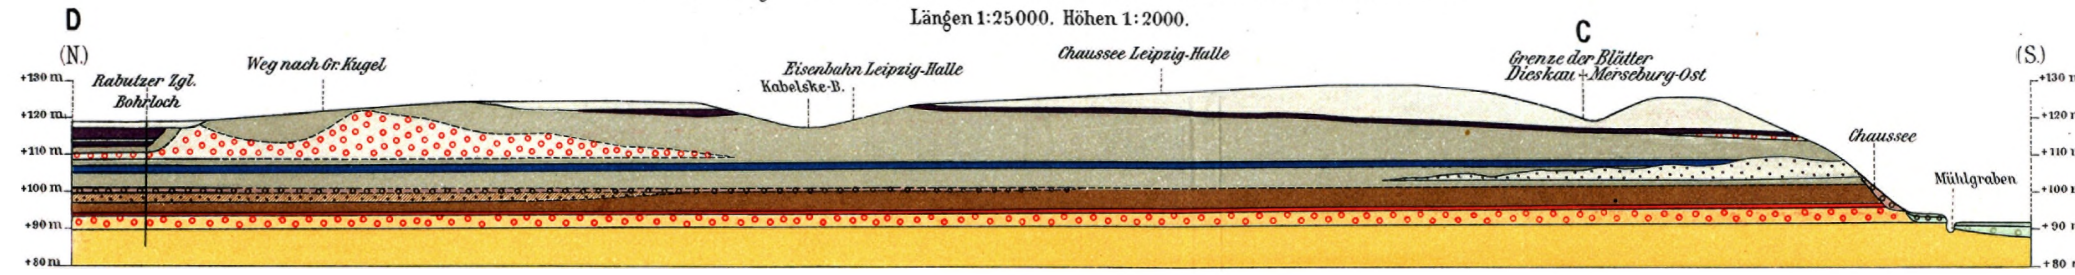 Längen 1:25000. Höhen 1:2000.
D
C
(N.)
(S.)
Rabutzer Zgl.
Bohrloch
Weg nach Gr. Kugel
Eisenbahn Leipzig-Halle
Kabelske-B.
Chaussee Leipzig-Halle
Grenze der Blätter
Dieskau Merseburg-Ost
Chaussee
Mühlgraben
+130 m
+120 m
+110 m
+100 m
+90 m
+80 m
+130 m
+120 m
+110 m
+100 m
+90 m
+80 m